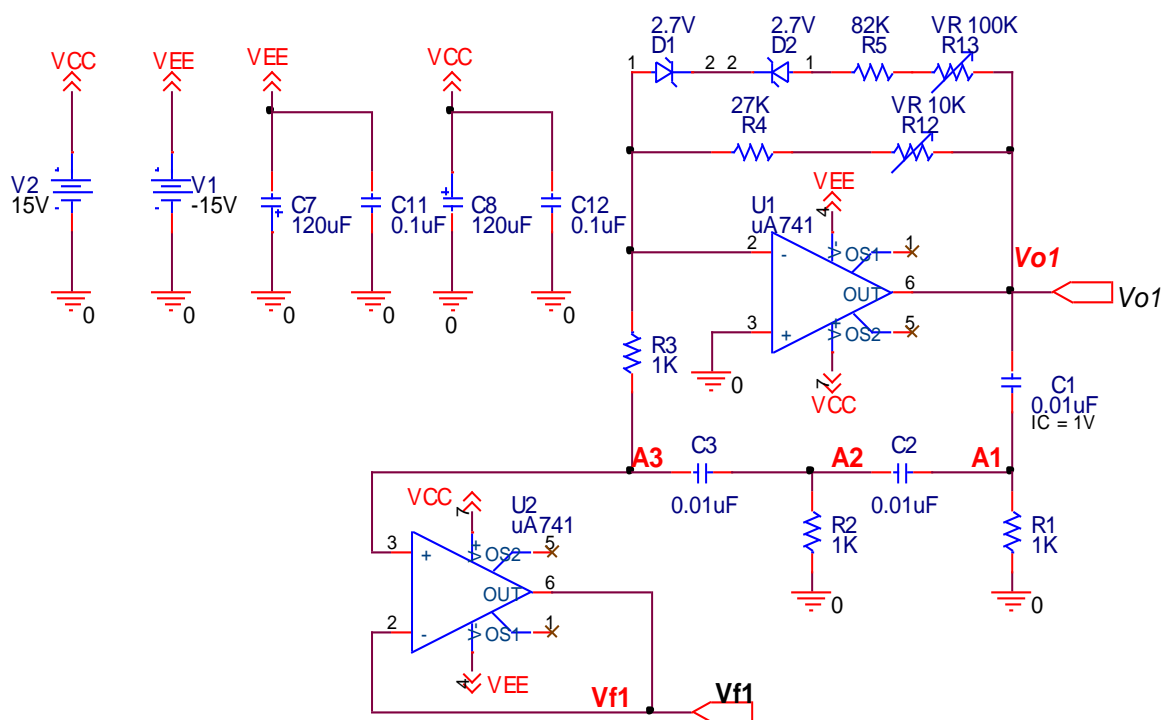 2.7V
D1
2.7V
D2
82K
R5
VR 100K
R13
1
2
2
1
VCC
VEE
VEE
VCC
27K
R4
VR 10K
R12
V2
15V
V1
-15V
C7
120uF
C11
0.1uF
C8
120uF
C12
0.1uF
0
0
0
0
0
0
VEE
4
U1
uA741
2
-
V-
OS1
1
OUT
6
3
+
V+
OS2
5
7
VCC
0
Vo1
Vo1
R3
1K
C1
0.01uF
IC = 1V
A3
C3
0.01uF
A2
C2
0.01uF
A1
R2
1K
0
R1
1K
0
VCC
7
U2
uA741
3
+
V+
OS2
5
OUT
6
2
-
V-
OS1
1
4
VEE
Vf1
Vf1